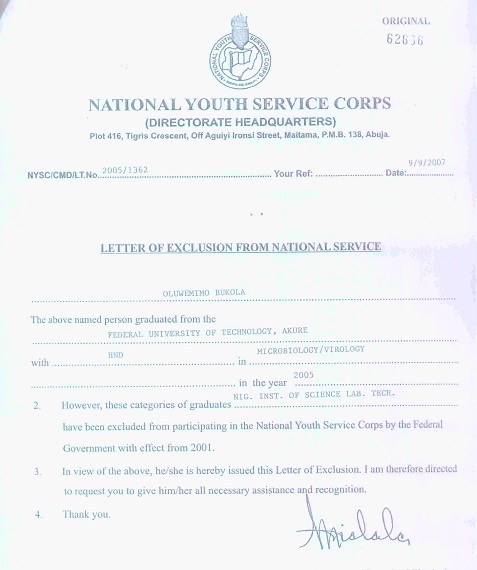 ORIGINAL
NATIONAL YOUTH SERVICE CORPS
NATIONAL YOUTH SERVICE CORPS
(DIRECTORATE HEADQUARTERS)
Plot 416, Tigris Crescent, Off Aguiyi Ironsi Street, Maitama, P.M.B. 138, Abuja.
NYSC/CMD/LT.No. 2005/1362 Your Ref: Date: 9/9/2007
LETTER OF EXCLUSION FROM NATIONAL SERVICE
OLUWEMIMO BUKOLA
The above named person graduated from the
FEDERAL UNIVERSITY OF TECHNOLOGY, AKURE
with HND in MICROBIOLOGY/VIROLOGY
in the year 2005
2. However, these categories of graduates NIG. INST. OF SCIENCE LAB. TECH.
have been excluded from participating in the National Youth Service Corps by the Federal
Government with effect from 2001.
3. In view of the above, he/she is hereby issued this Letter of Exclusion. I am therefore directed
to request you to give him/her all necessary assistance and recognition.
4. Thank you.